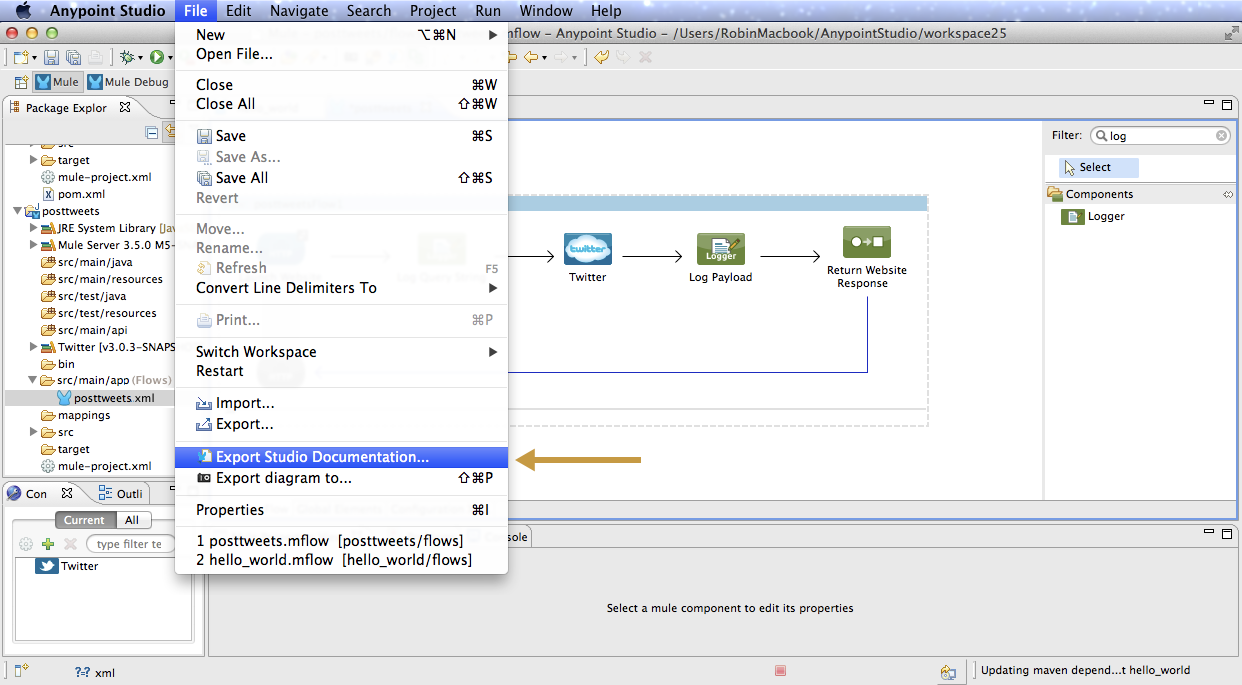 Anypoint Studio File Edit Navigate Search Project Run Window Help
nflow - Anypoint Studio - /Users/RobinMacbook/AnypointStudio/workspace25
Mule Mule Debug
Package Explor
target
mule-project.xml
pom.xml
posttweets
JRE System Library [Jav
Mule Server 3.5.0 M5-
src/main/java
src/main/resources
src/test/java
src/test/resources
src/main/api
Twitter [v3.0.3-SNAPS
bin
src/main/app (Flows)
posttweets.xml
mappings
src
target
mule-project.xml
New ⌥⌘N
Open File...
Close ⌘W
Close All ⇧⌘W
Save ⌘S
Save As...
Save All ⇧⌘S
Revert
Move...
Rename...
Refresh F5
Convert Line Delimiters To
Print... ⌘P
Switch Workspace
Restart
Import...
Export...
Export Studio Documentation...
Export diagram to... ⇧⌘P
Properties ⌘I
1 posttweets.mflow [posttweets/flows]
2 hello_world.mflow [hello_world/flows]
twitter
Twitter
Logger
Log Payload
Return Website
Response
Filter: log
Select
Components
Logger
Con Outli
Current All
type filter te
Twitter
Console
Select a mule component to edit its properties
?-? xml
Updating maven depend...t hello_world